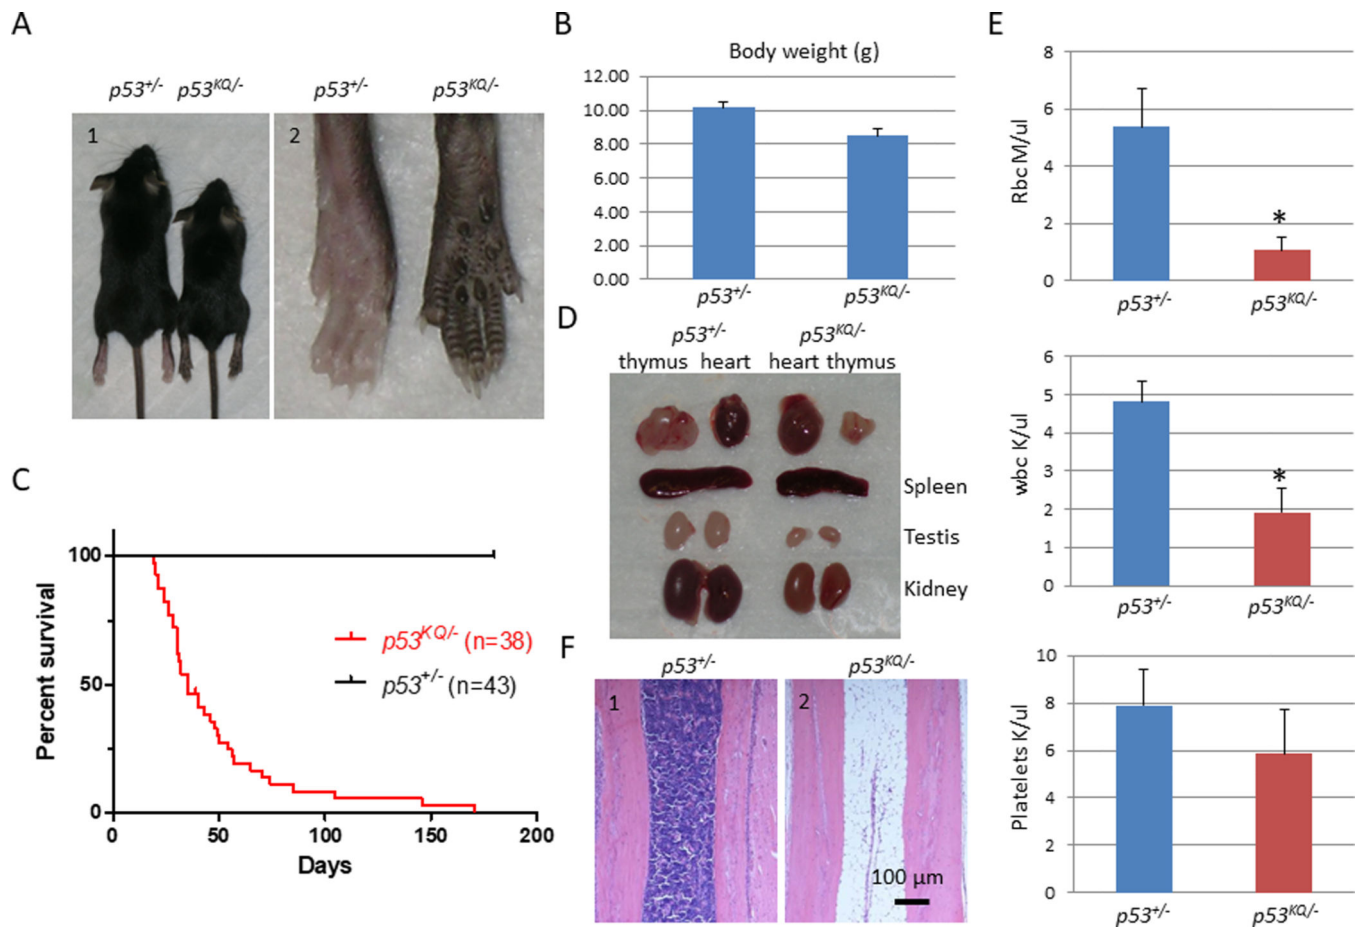 A
p53+/- p53KQ/-
1
p53+/- p53KQ/-
2
B
Body weight (g)
12.00
10.00
8.00
6.00
4.00
2.00
0.00
p53+/- p53KQ/-
C
Percent survival
100
50
0
0 50 100 150 200
Days
p53KQ/- (n=38)
p53+/- (n=43)
D
p53+/- p53KQ/-
thymus heart heart thymus
Spleen
Testis
Kidney
E
Rbc M/ul
8
6
4
2
0
*
p53+/- p53KQ/-
wbc K/ul
6
5
4
3
2
1
0
*
p53+/- p53KQ/-
Platelets K/ul
10
8
6
4
2
0
p53+/- p53KQ/-
F
p53+/- p53KQ/-
1 2
100 μm